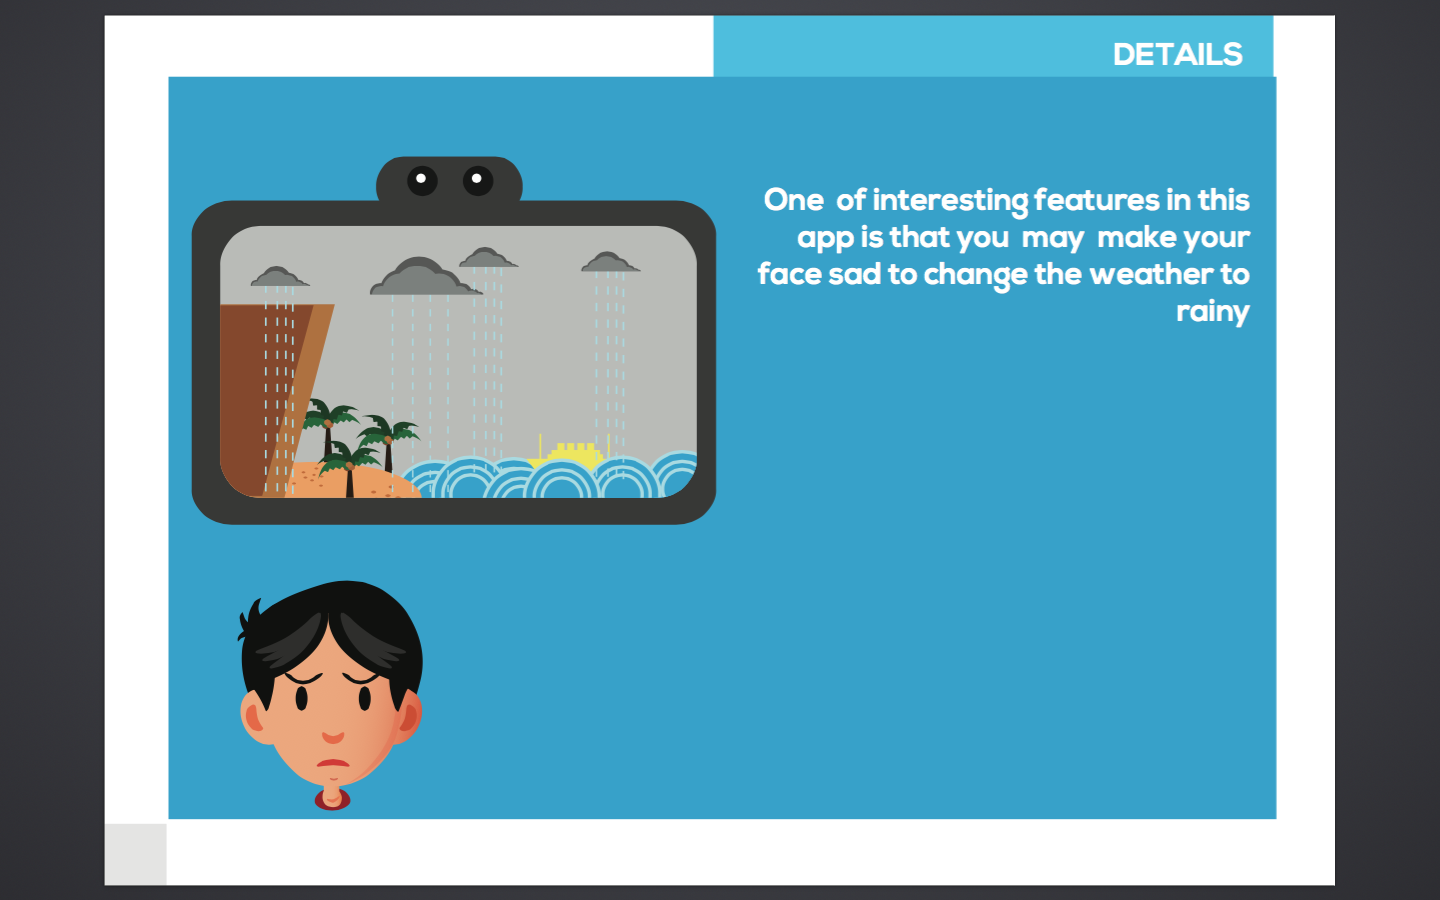 DETAILS
One of interesting features in this
app is that you may make your
face sad to change the weather to
rainy